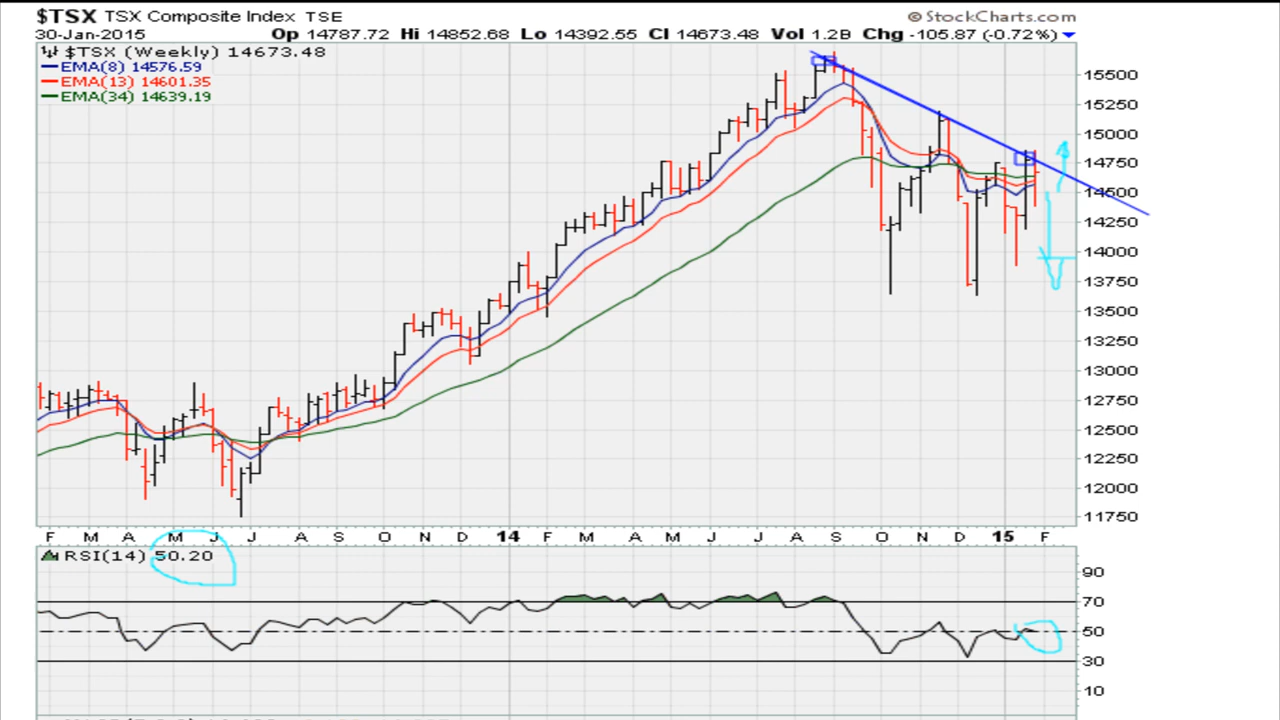 $TSX TSX Composite Index TSE © StockCharts.com
30-Jan-2015 Op 14787.72 Hi 14852.68 Lo 14392.55 Cl 14673.48 Vol 1.2B Chg -105.87 (-0.72%)
$TSX (Weekly) 14673.48
EMA(8) 14576.59
EMA(13) 14601.35
EMA(34) 14639.19
15500
15250
15000
14750
14500
14250
14000
13750
13500
13250
13000
12750
12500
12250
12000
11750
F M A M J J A S O N D 14 F M A M J J A S O N D 15 F
RSI(14) 50.20
90
70
50
30
10